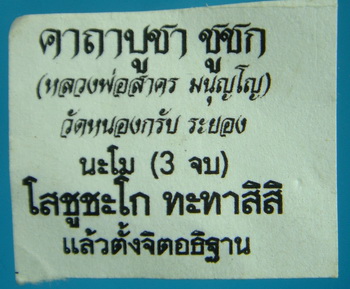 คาถาบูชา ชูชก
(หลวงพ่อสาคร มนุญโญ)
วัดหนองกรับ ระยอง
นะโม (3 จบ)
โสชูชะโก ทะทาสิสิ
แล้วตั้งจิตอธิฐาน